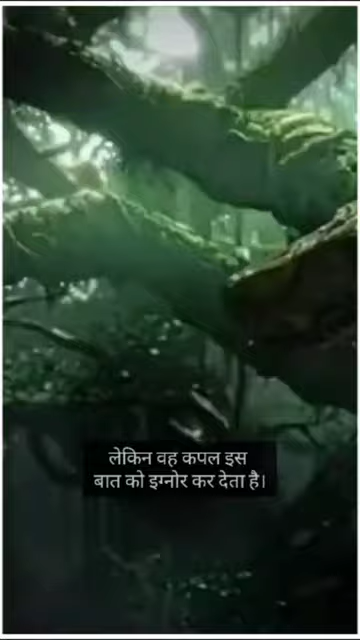 लेकिन वह कपल इस
बात को इग्नोर कर देता है।